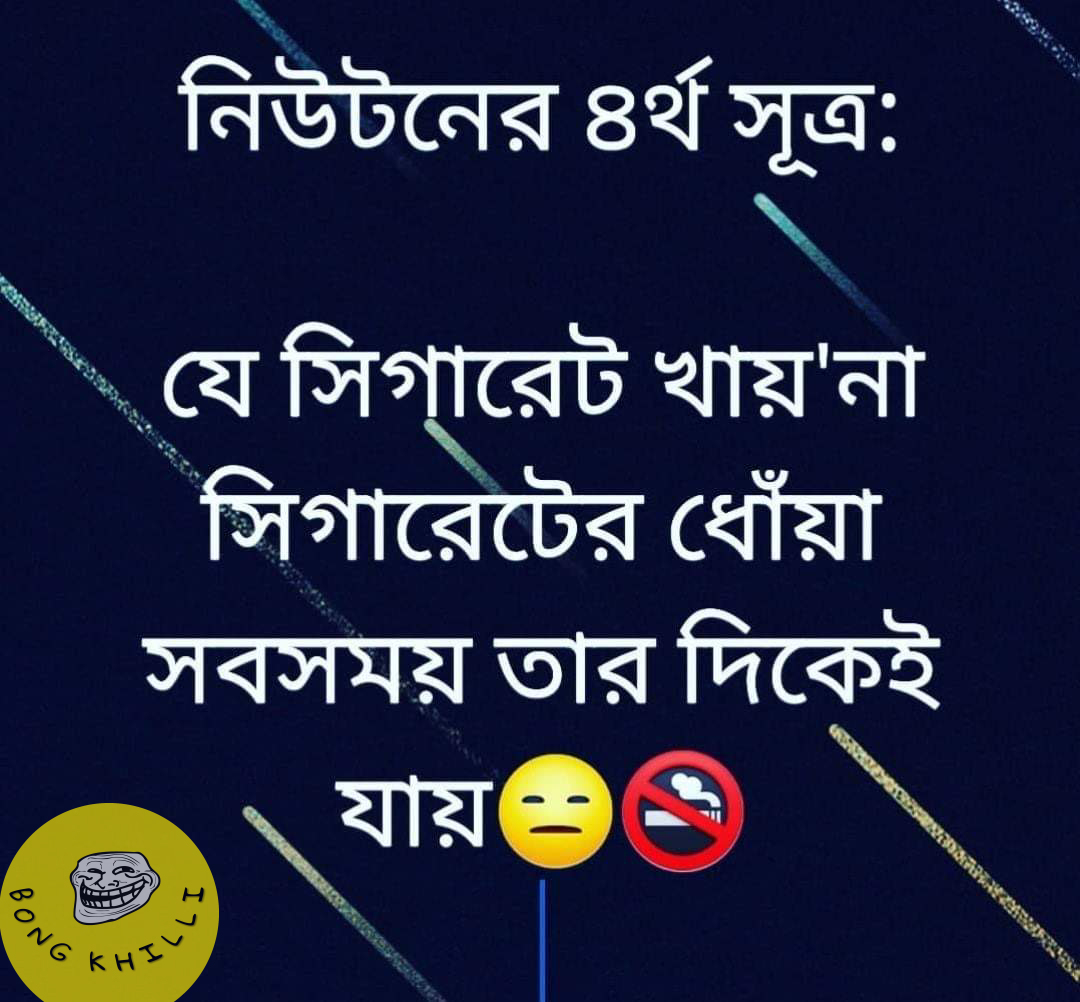 নিউটনের ৪র্থ সূত্র:
যে সিগারেট খায়'না
সিগারেটের ধোঁয়া
সবসময় তার দিকেই
যায়😑🚭
BONG KHILLI